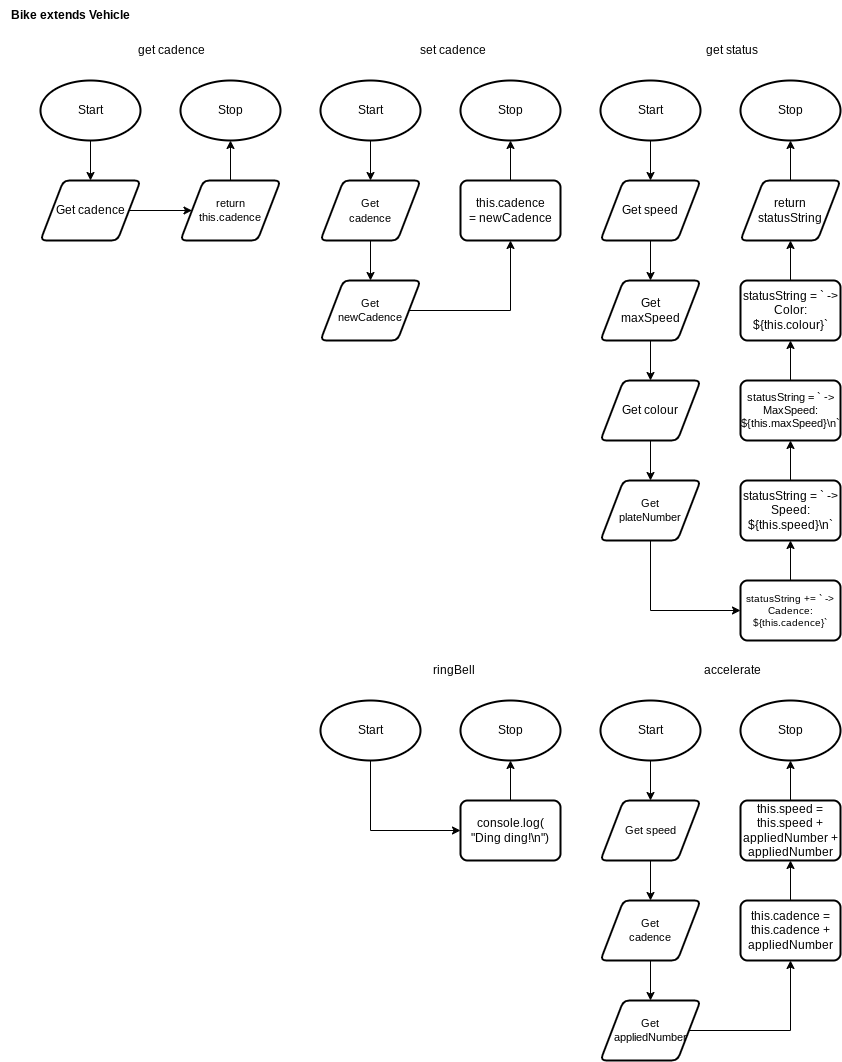 Bike extends Vehicle
get cadence
Start
Stop
Get cadence
return
this.cadence
set cadence
Start
Stop
Get
cadence
this.cadence
= newCadence
Get
newCadence
get status
Start
Stop
Get speed
return
statusString
Get
maxSpeed
statusString = ` ->
Color:
${this.colour}`
Get colour
statusString = ` ->
MaxSpeed:
${this.maxSpeed}\n`
Get
plateNumber
statusString = ` ->
Speed:
${this.speed}\n`
statusString += ` ->
Cadence:
${this.cadence}`
ringBell
Start
Stop
console.log(
"Ding ding!\n")
accelerate
Start
Stop
Get speed
this.speed =
this.speed +
appliedNumber +
appliedNumber
Get
cadence
this.cadence =
this.cadence +
appliedNumber
Get
appliedNumber